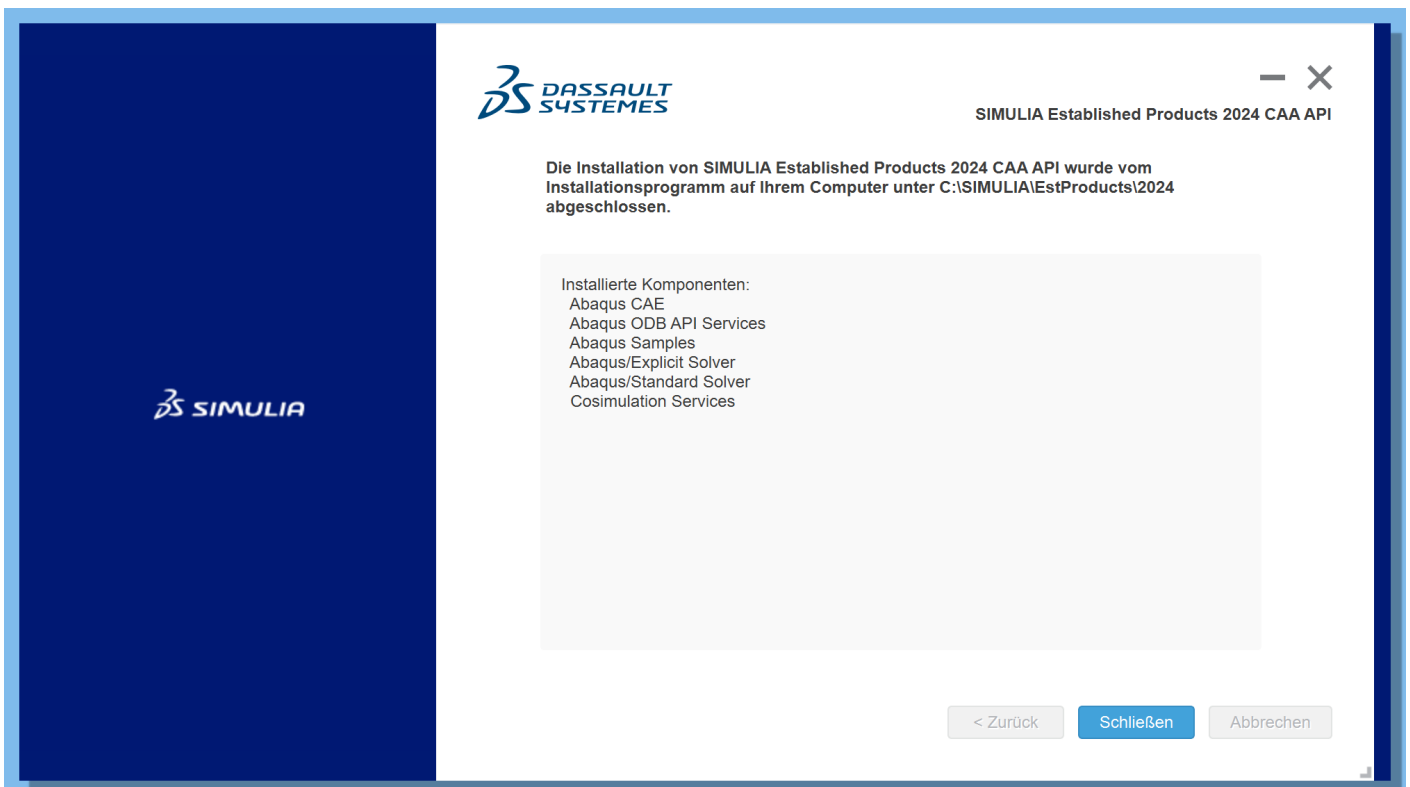 DASSAULT
SYSTEMES
SIMULIA Established Products 2024 CAA API
Die Installation von SIMULIA Established Products 2024 CAA API wurde vom
Installationsprogramm auf Ihrem Computer unter C:\SIMULIA\EstProducts\2024
abgeschlossen.
Installierte Komponenten:
Abaqus CAE
Abaqus ODB API Services
Abaqus Samples
Abaqus/Explicit Solver
Abaqus/Standard Solver
Cosimulation Services
SIMULIA
< Zurück
Schließen
Abbrechen